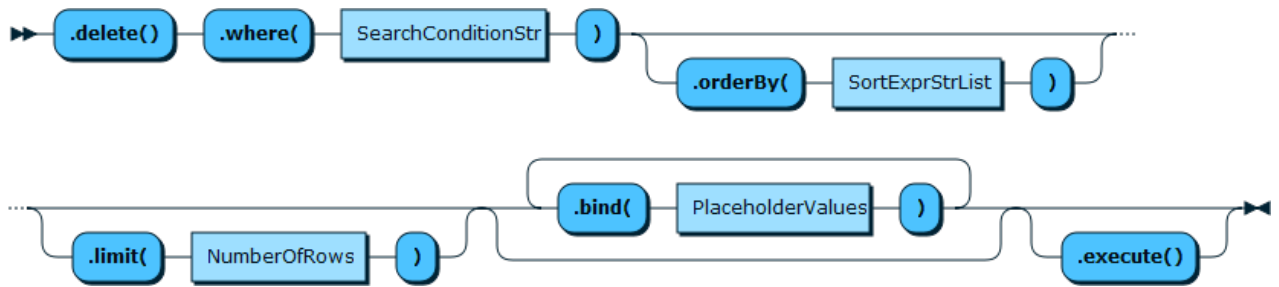 .delete() .where( SearchConditionStr )
.orderBy( SortExprStrList )
.bind( PlaceholderValues )
.limit( NumberOfRows )
.execute()